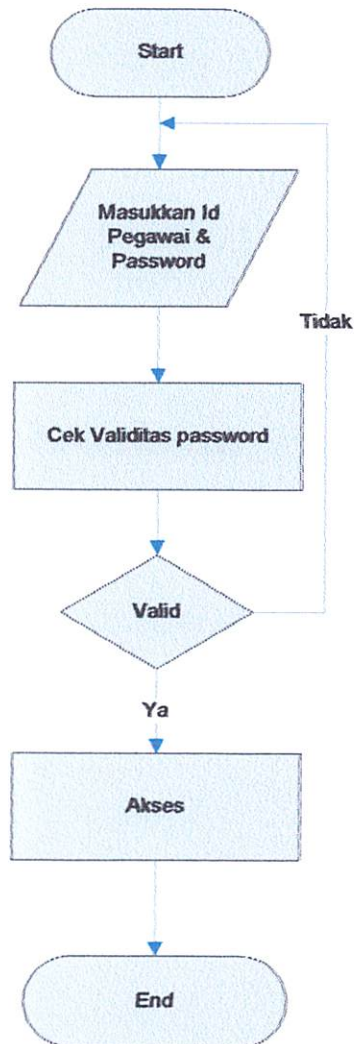 Start
Masukkan Id
Pegawai &
Password
Tidak
Cek Validitas password
Valid
Ya
Akses
End